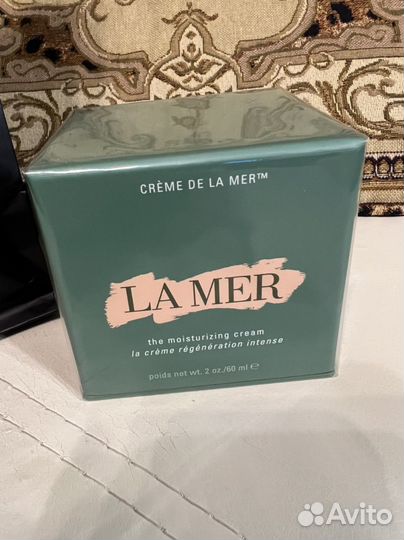 CRÈME DE LA MER™
LA MER
the moisturizing cream
la crème régénération intense
poids net wt. 2 oz./60 ml ℮
Avito